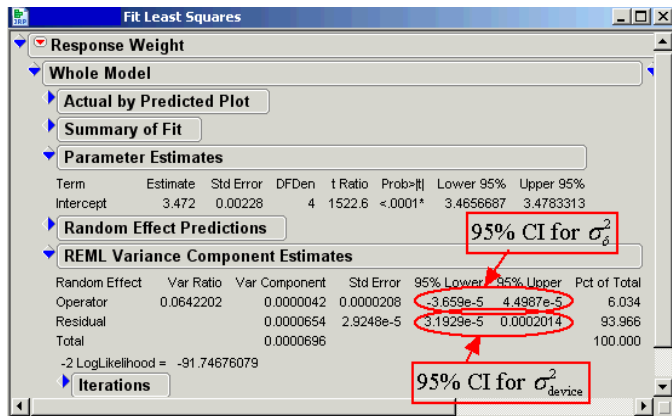 JRP Fit Least Squares
Response Weight
Whole Model
Actual by Predicted Plot
Summary of Fit
Parameter Estimates
Term Estimate Std Error DFDen t Ratio Prob>|t| Lower 95% Upper 95%
Intercept 3.472 0.00228 4 1522.6 <.0001* 3.4656687 3.4783313
Random Effect Predictions
95% CI for σ²δ
REML Variance Component Estimates
Random Effect Var Ratio Var Component Std Error 95% Lower 95% Upper Pct of Total
Operator 0.0642202 0.0000042 0.0000208 -3.659e-5 4.4987e-5 6.034
Residual 0.0000654 2.9248e-5 3.1929e-5 0.0002014 93.966
Total 0.0000696 100.000
-2 LogLikelihood = -91.74676079
Iterations
95% CI for σ²device